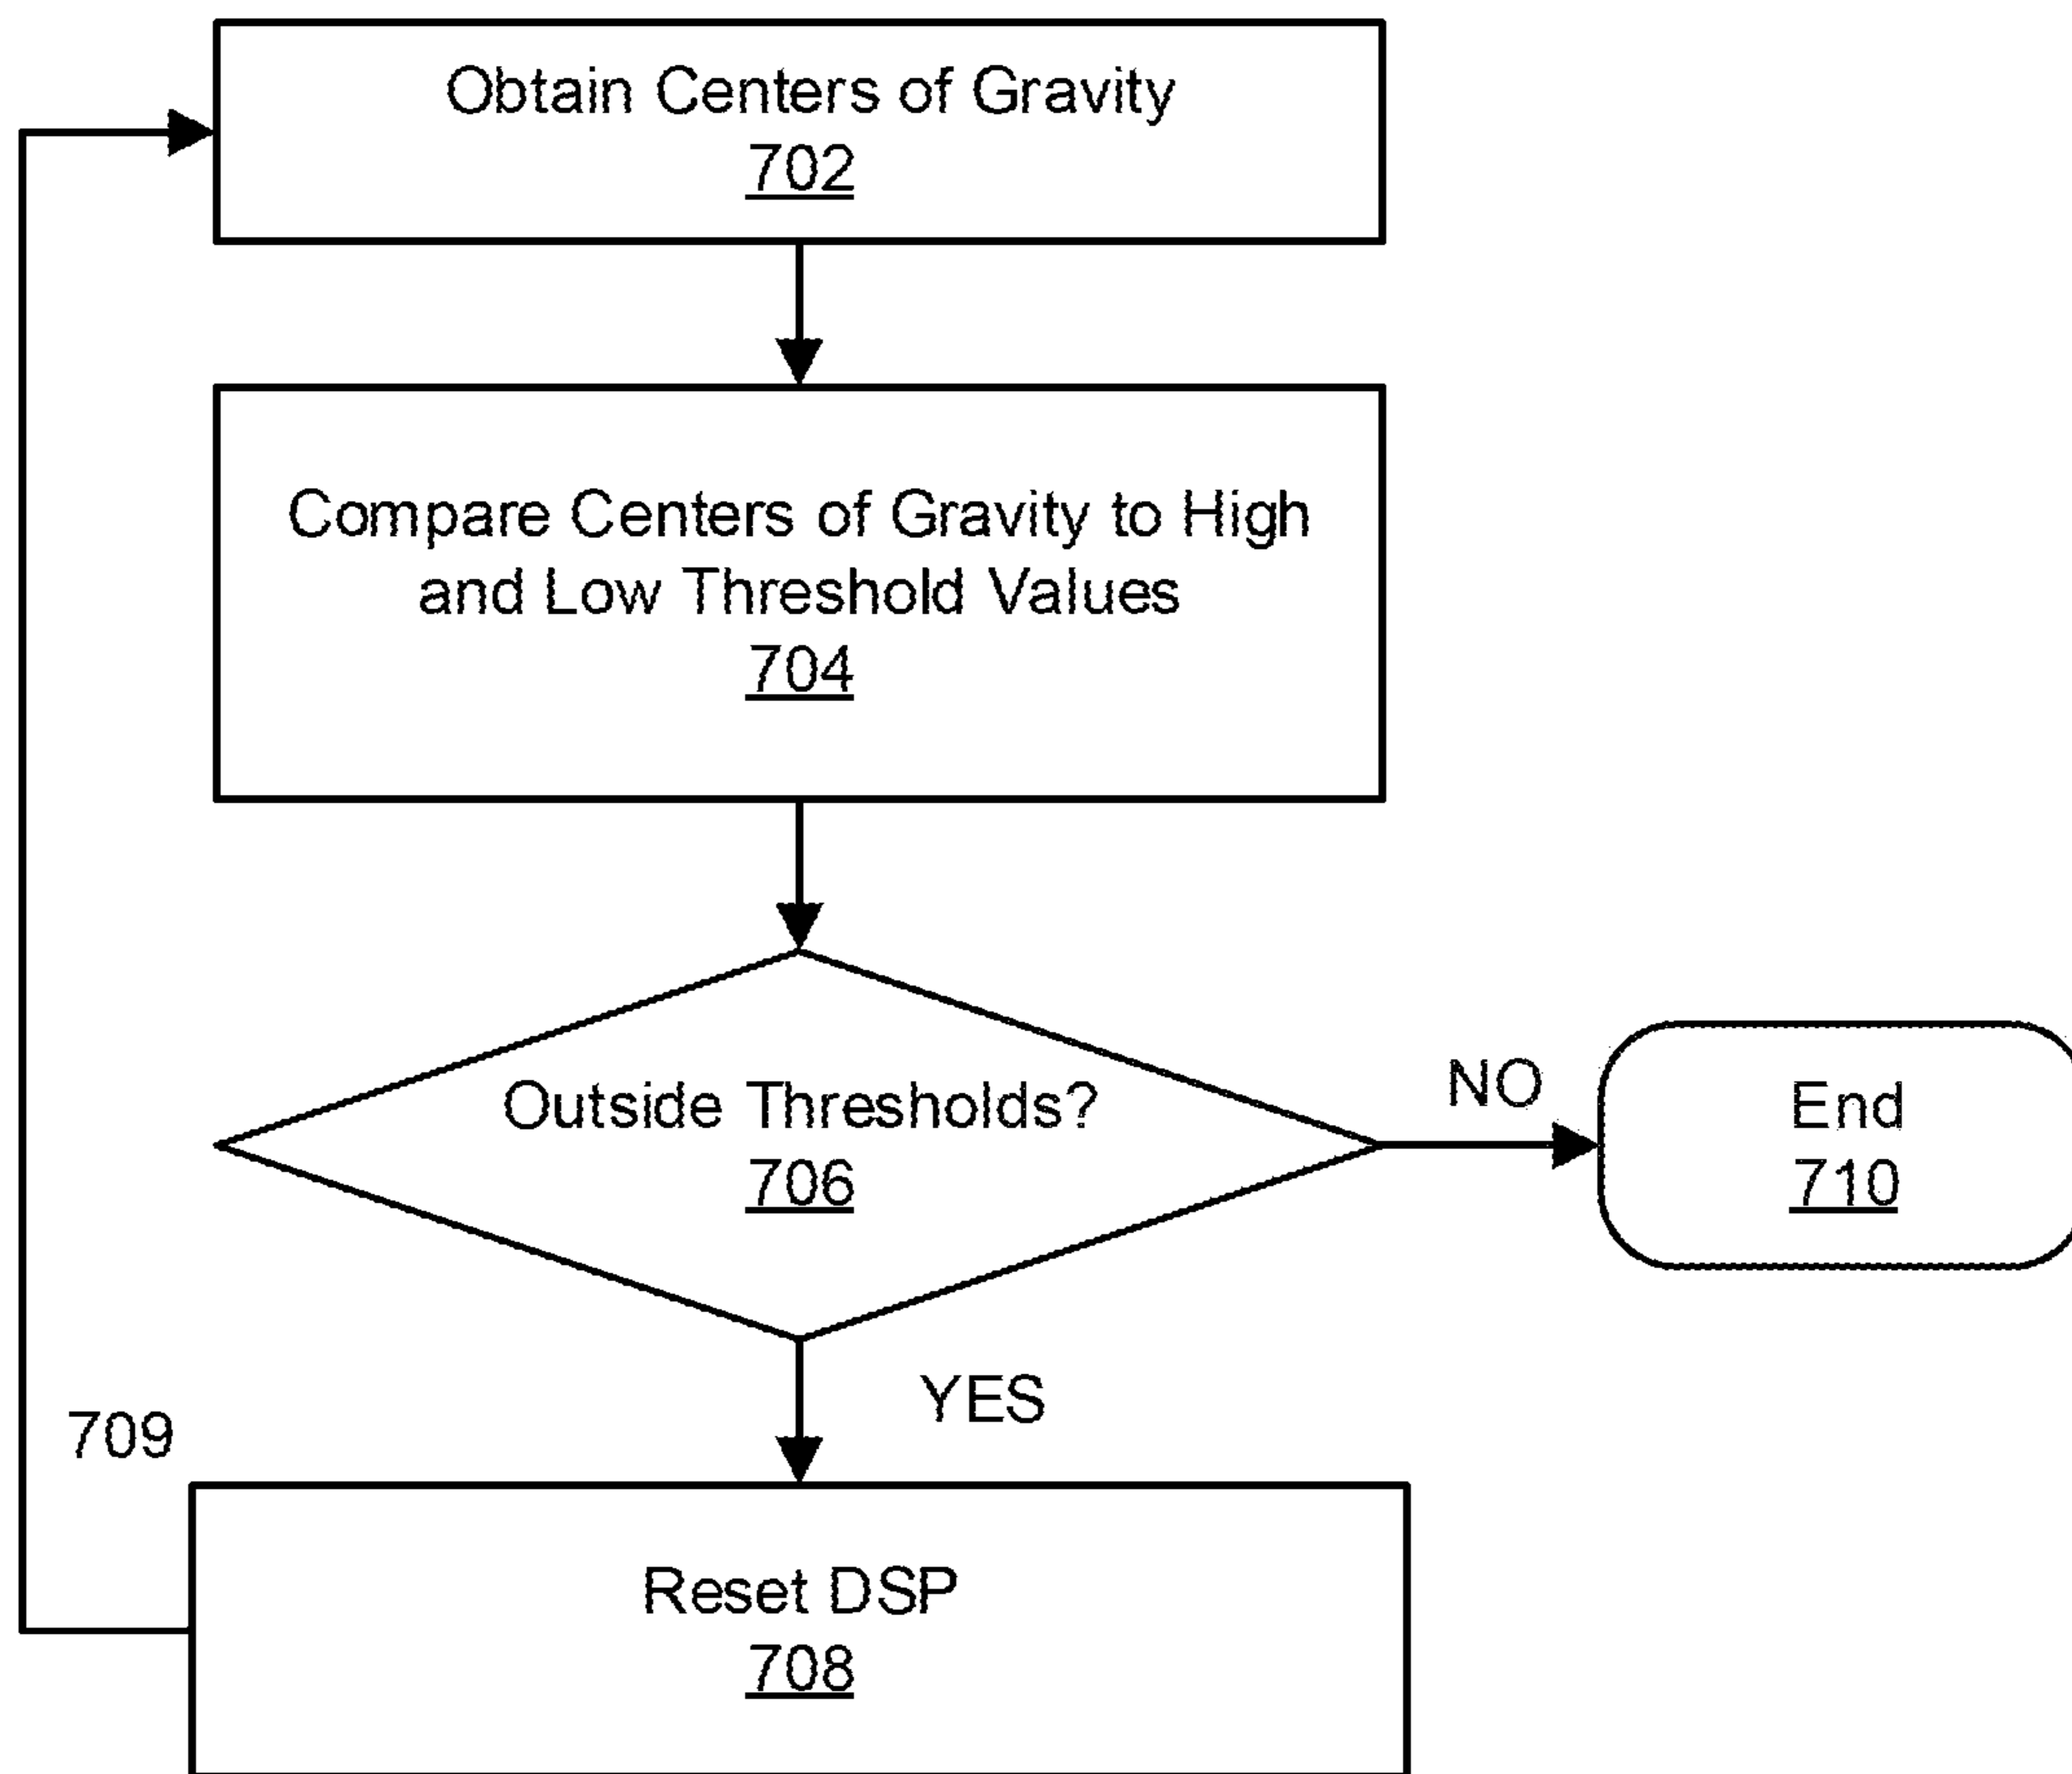 Obtain Centers of Gravity
702
Compare Centers of Gravity to High
and Low Threshold Values
704
Outside Thresholds?
706
NO
End
710
YES
709
Reset DSP
708